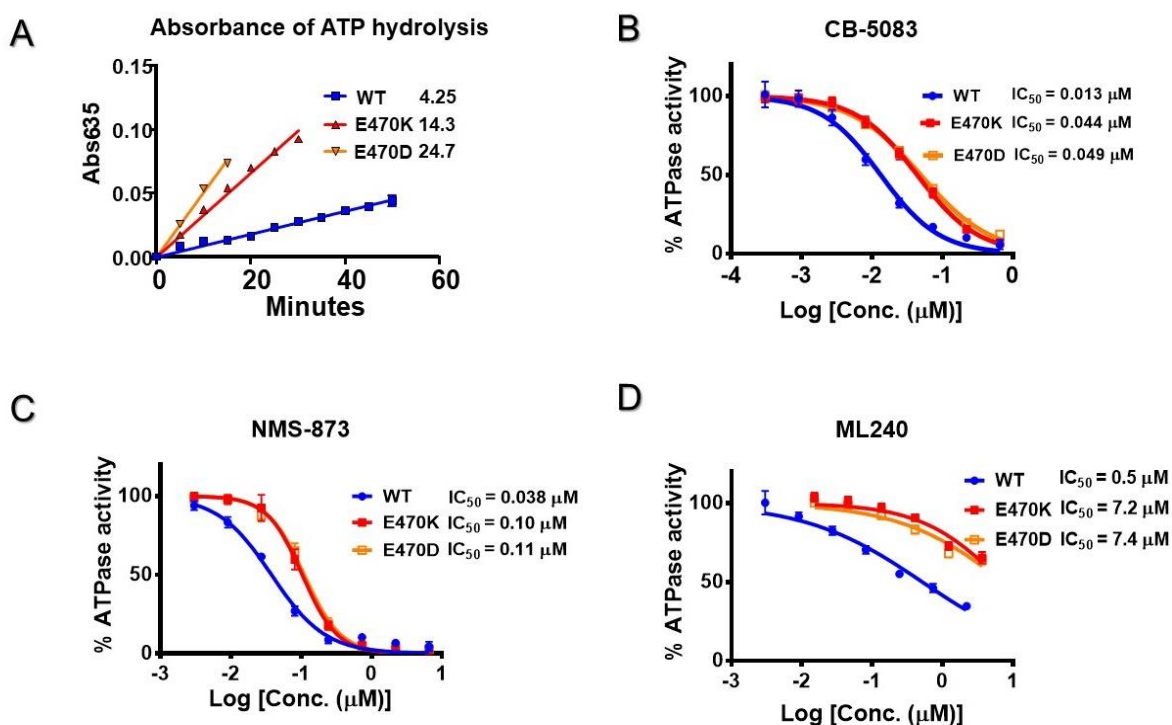 A
Absorbance of ATP hydrolysis
Abs635
0.15
0.10
0.05
0.00
0 20 40 60
Minutes
WT 4.25
E470K 14.3
E470D 24.7
B
CB-5083
% ATPase activity
100
50
0
-4 -3 -2 -1 0
Log [Conc. (μM)]
WT IC50 = 0.013 μM
E470K IC50 = 0.044 μM
E470D IC50 = 0.049 μM
C
NMS-873
% ATPase activity
100
50
0
-3 -2 -1 0 1
Log [Conc. (μM)]
WT IC50 = 0.038 μM
E470K IC50 = 0.10 μM
E470D IC50 = 0.11 μM
D
ML240
% ATPase activity
100
50
0
-3 -2 -1 0 1
Log [Conc. (μM)]
WT IC50 = 0.5 μM
E470K IC50 = 7.2 μM
E470D IC50 = 7.4 μM